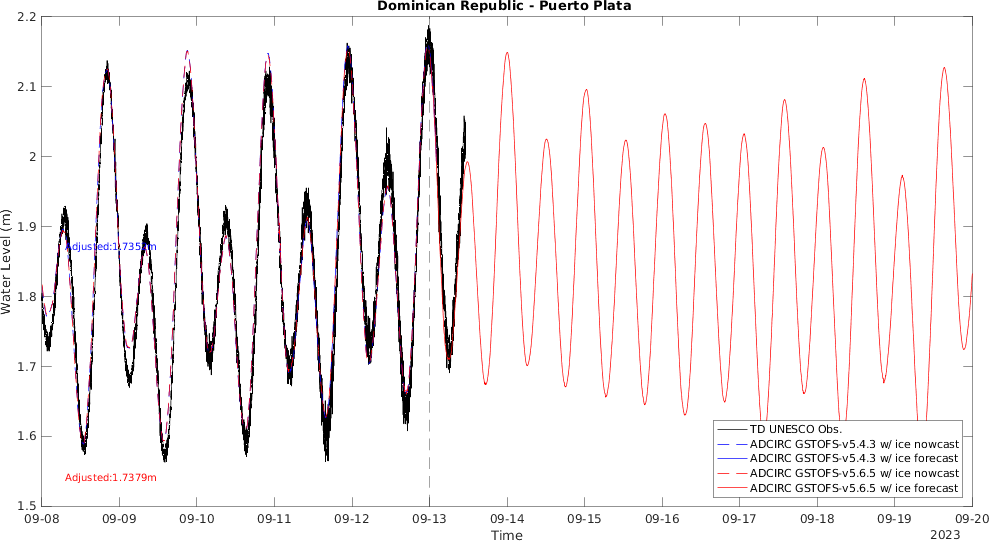 Dominican Republic - Puerto Plata
2.2
2.1
2
1.9
1.8
1.7
1.6
1.5
Water Level (m)
Adjusted:1.7357m
Adjusted:1.7379m
TD UNESCO Obs.
ADCIRC GSTOFS-v5.4.3 w/ ice nowcast
ADCIRC GSTOFS-v5.4.3 w/ ice forecast
ADCIRC GSTOFS-v5.6.5 w/ ice nowcast
ADCIRC GSTOFS-v5.6.5 w/ ice forecast
09-08 09-09 09-10 09-11 09-12 09-13 09-14 09-15 09-16 09-17 09-18 09-19 09-20
Time
2023